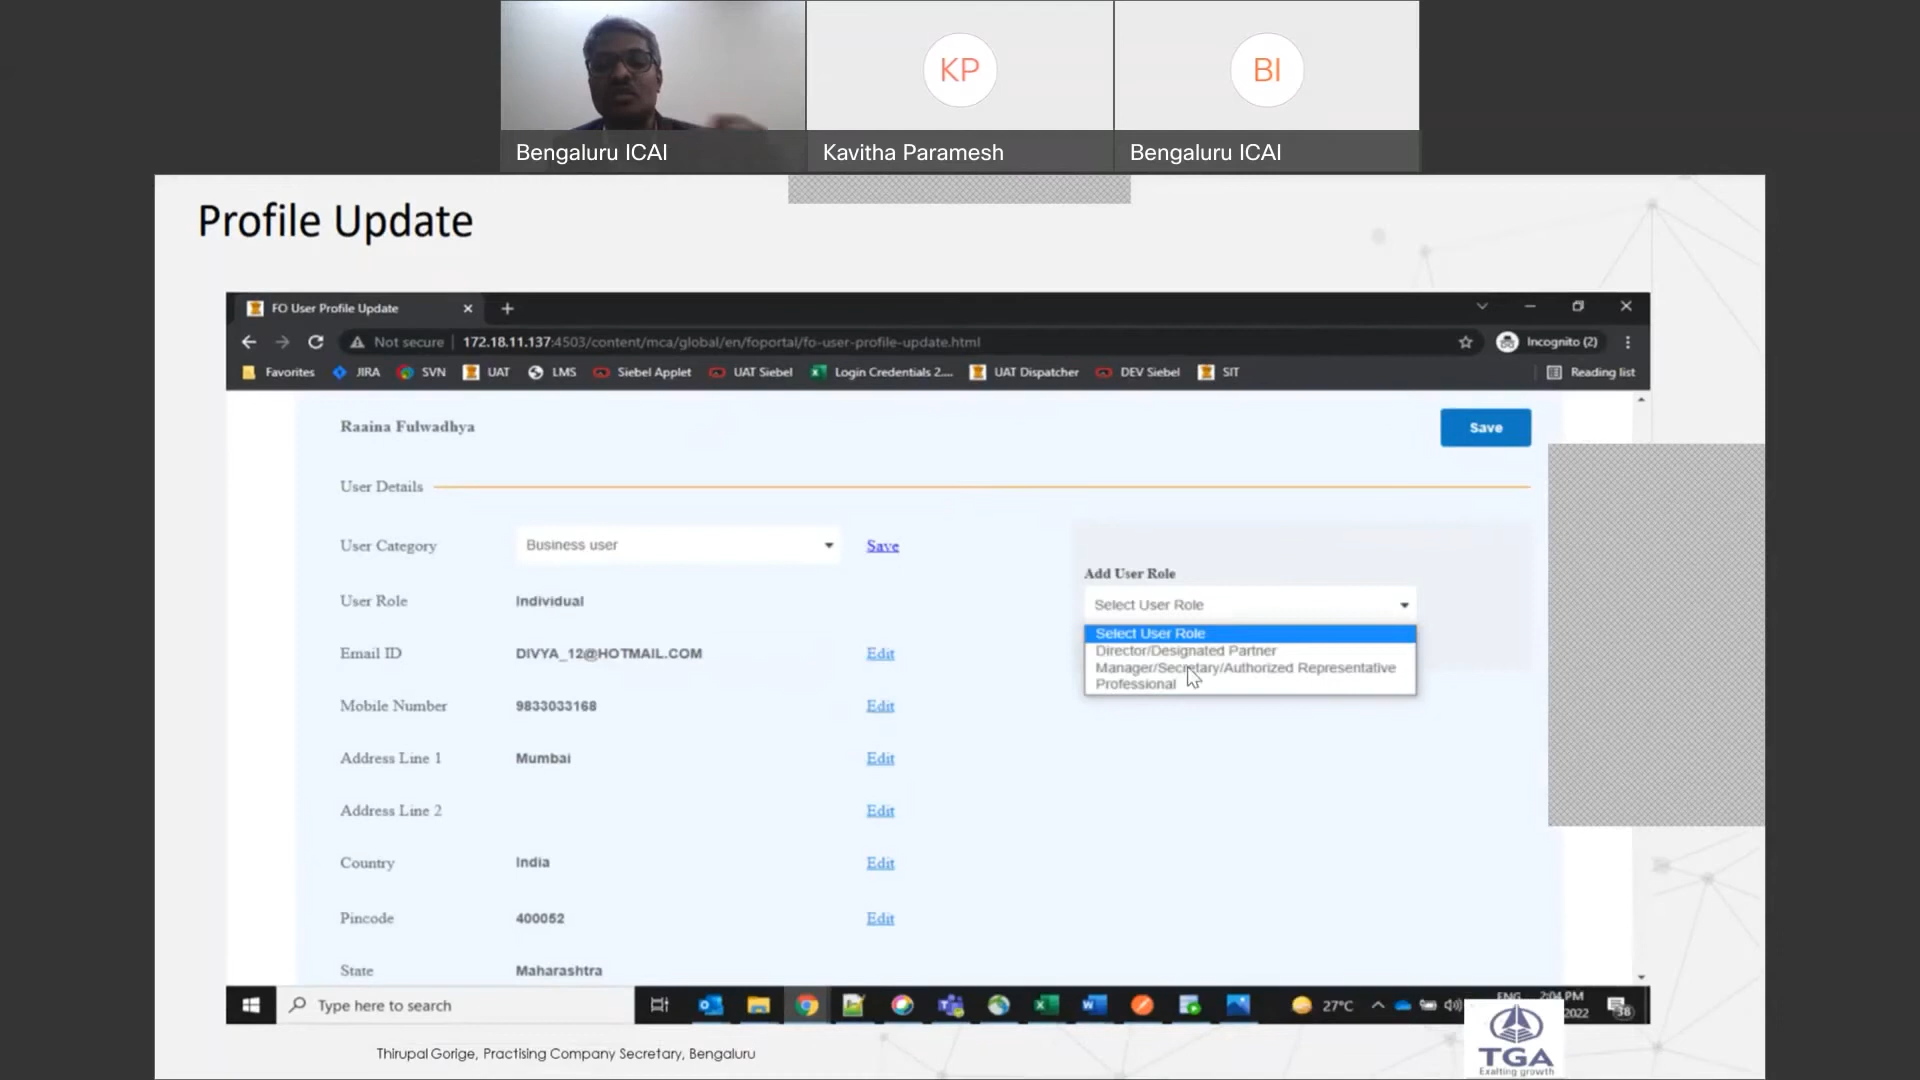 KP
BI
Bengaluru ICAI
Kavitha Paramesh
Bengaluru ICAI
Profile Update
FO User Profile Update
Not secure 172.18.11.137:4503/content/mca/global/en/foportal/fo-user-profile-update.html
Incognito (2)
Favorites JIRA SVN UAT LMS Siebel Applet UAT Siebel Login Credentials 2.... UAT Dispatcher DEV Siebel SIT Reading list
Raaina Fulwadhya
Save
User Details
User Category Business user Save
Add User Role
Select User Role
Select User Role
Director/Designated Partner
Manager/Secretary/Authorized Representative
Professional
User Role Individual
Email ID DIVYA_12@HOTMAIL.COM Edit
Mobile Number 9833033168 Edit
Address Line 1 Mumbai Edit
Address Line 2 Edit
Country India Edit
Pincode 400052 Edit
State Maharashtra
Type here to search
27°C
ENG 2:04 PM
2022
38
Thirupal Gorige, Practising Company Secretary, Bengaluru
TGA
Exalting growth